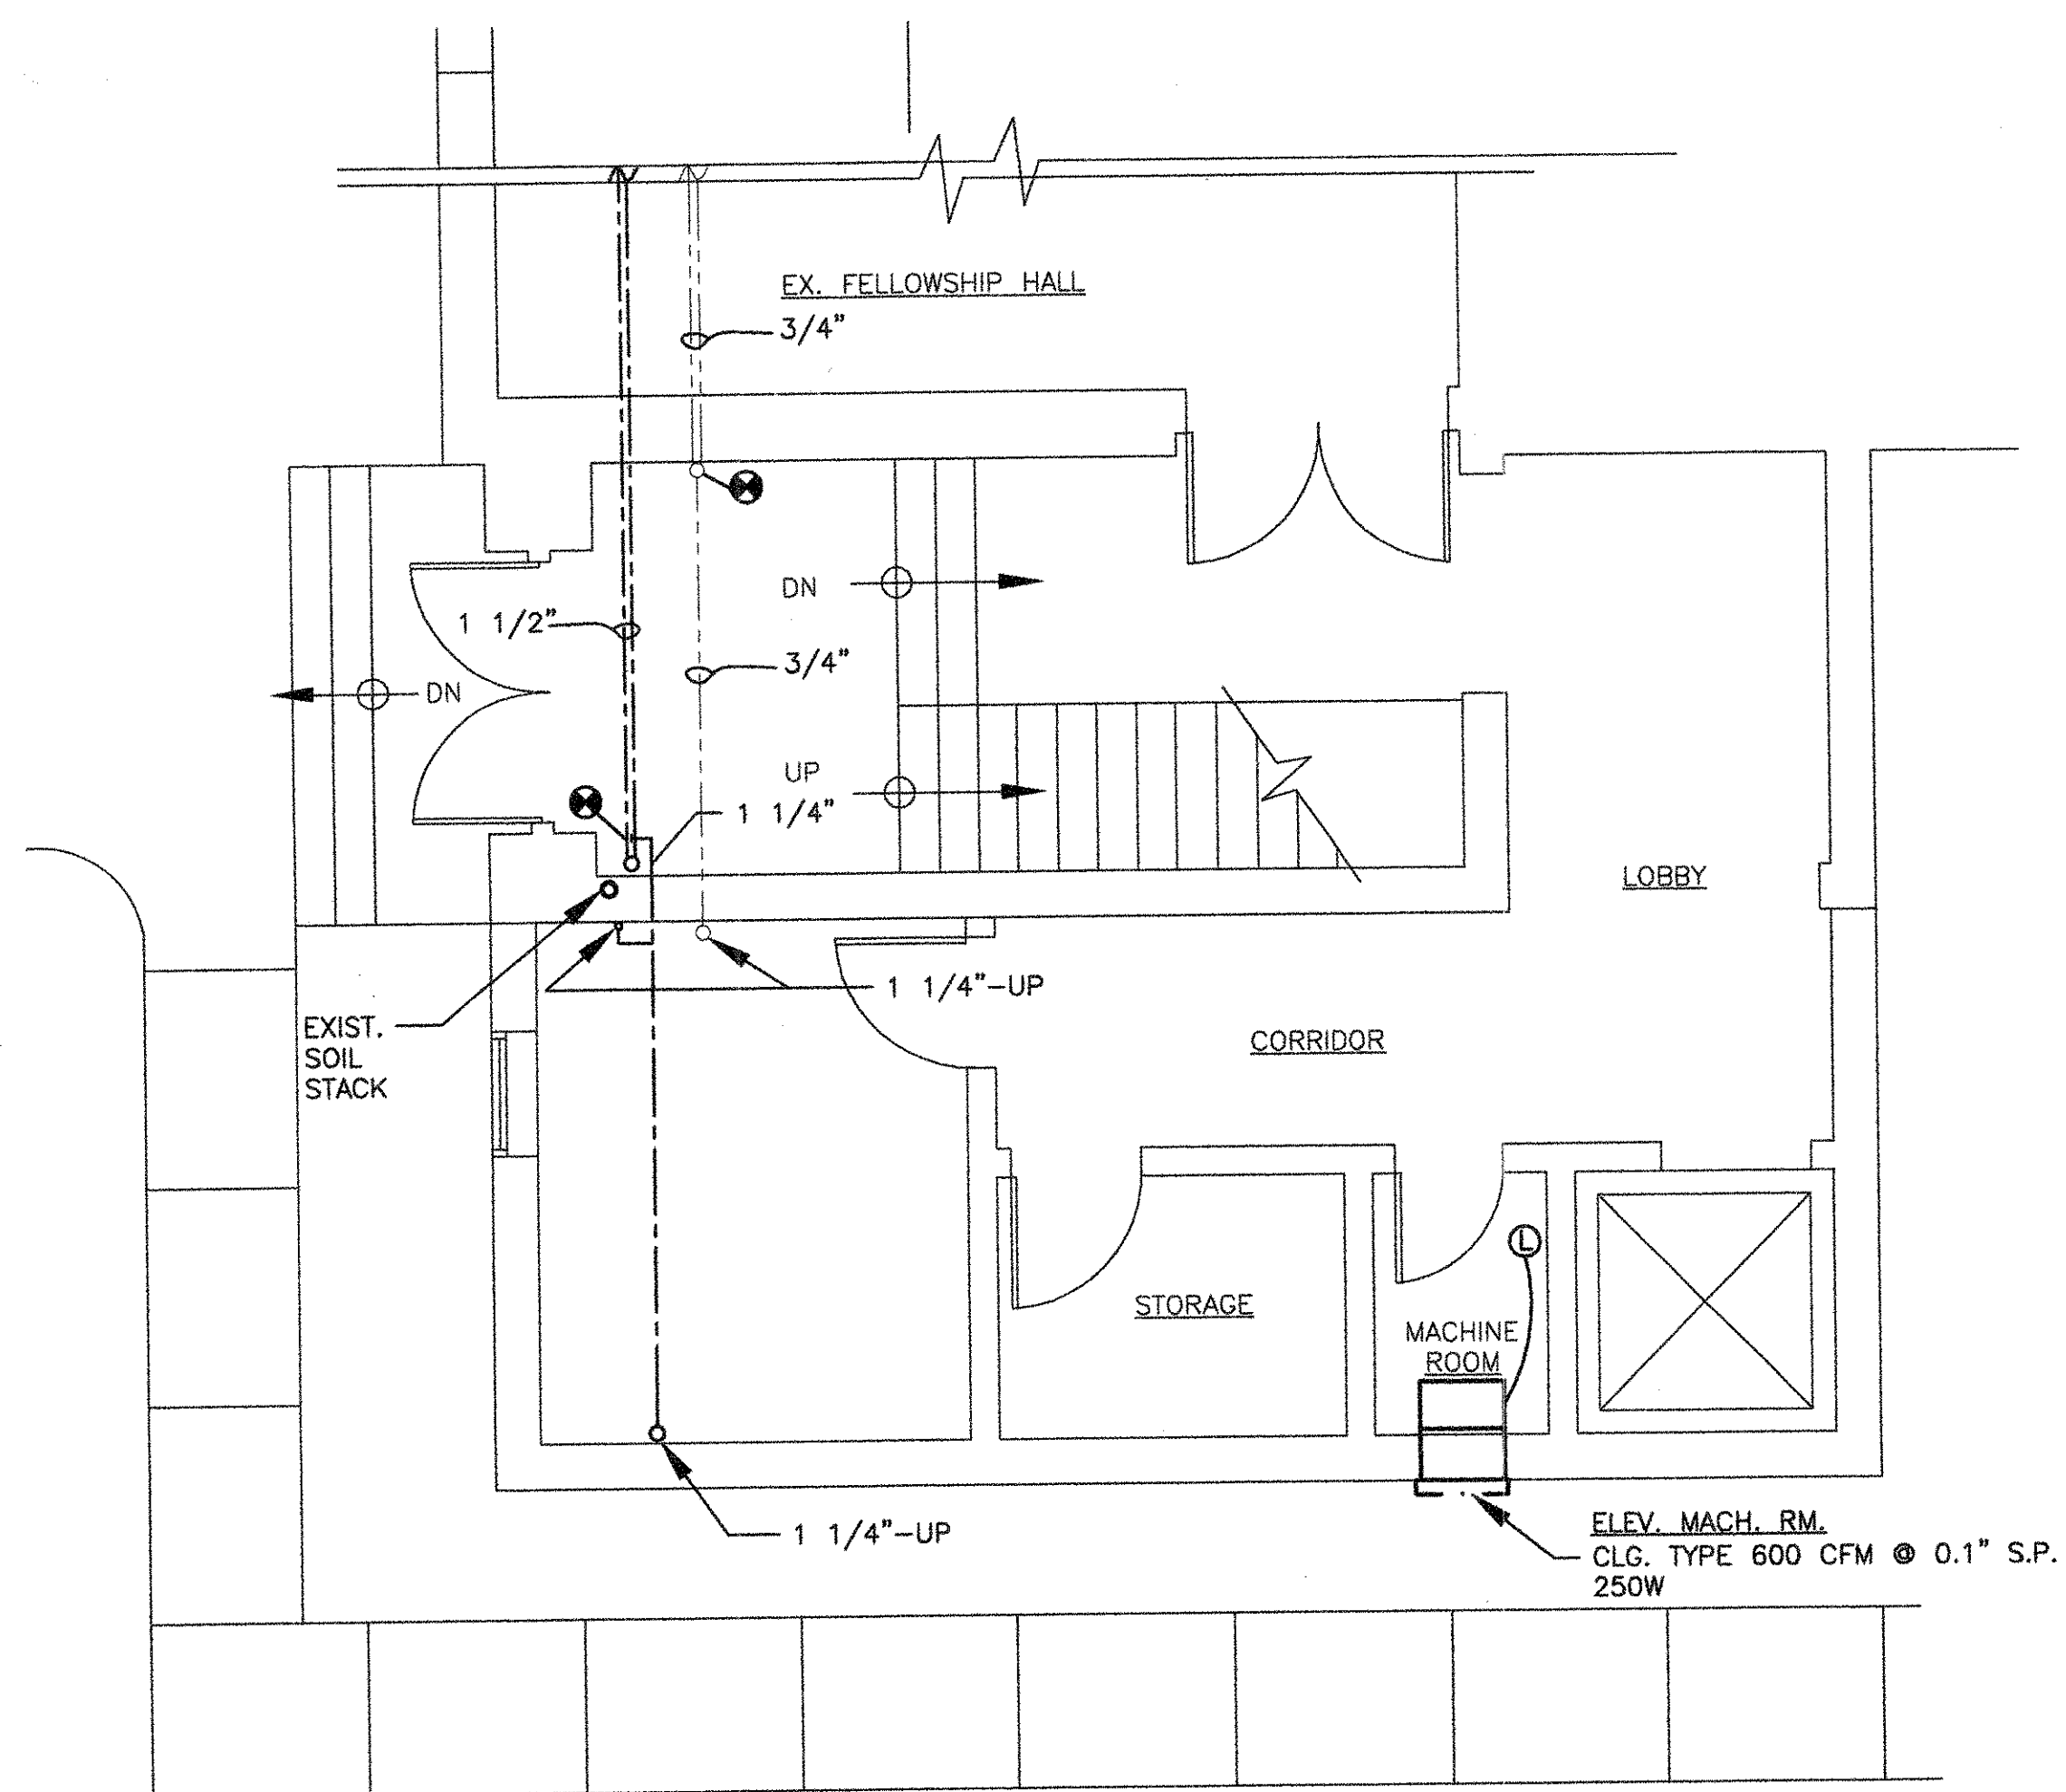 EX. FELLOWSHIP HALL
3/4"
DN
1 1/2"
3/4"
DN
UP
1 1/4"
LOBBY
1 1/4"-UP
EXIST.
SOIL
STACK
CORRIDOR
L
STORAGE
MACHINE
ROOM
1 1/4"-UP
ELEV. MACH. RM.
CLG. TYPE 600 CFM @ 0.1" S.P.
250W